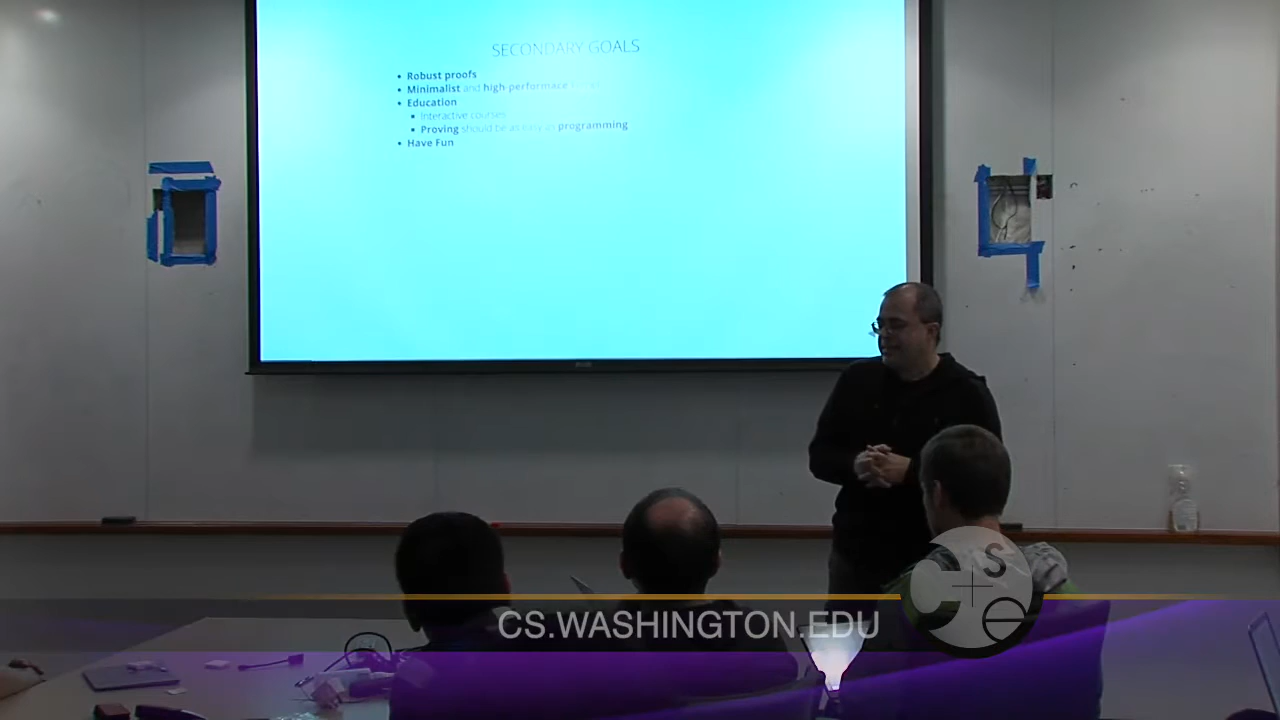 SECONDARY GOALS
• Robust proofs
• Minimalist and high-performace
• Education
▪ Interactive courses
▪ Proving should be as easy as programming
• Have Fun
CS.WASHINGTON.EDU
cse